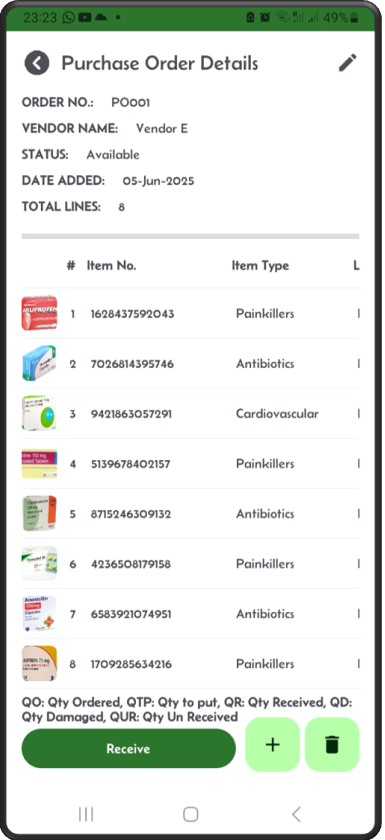 23:23 49%
Purchase Order Details
ORDER NO.: PO001
VENDOR NAME: Vendor E
STATUS: Available
DATE ADDED: 05-Jun-2025
TOTAL LINES: 8
# Item No. Item Type L
IBUPROFEN 1 1628437592043 Painkillers
2 7026814395746 Antibiotics
3 9421863057291 Cardiovascular
4 5139678402157 Painkillers
5 8715246309132 Antibiotics
6 4236508179158 Painkillers
7 6583921074951 Antibiotics
8 1709285634216 Painkillers
QO: Qty Ordered, QTP: Qty to put, QR: Qty Received, QD:
Qty Damaged, QUR: Qty Un Received
Receive